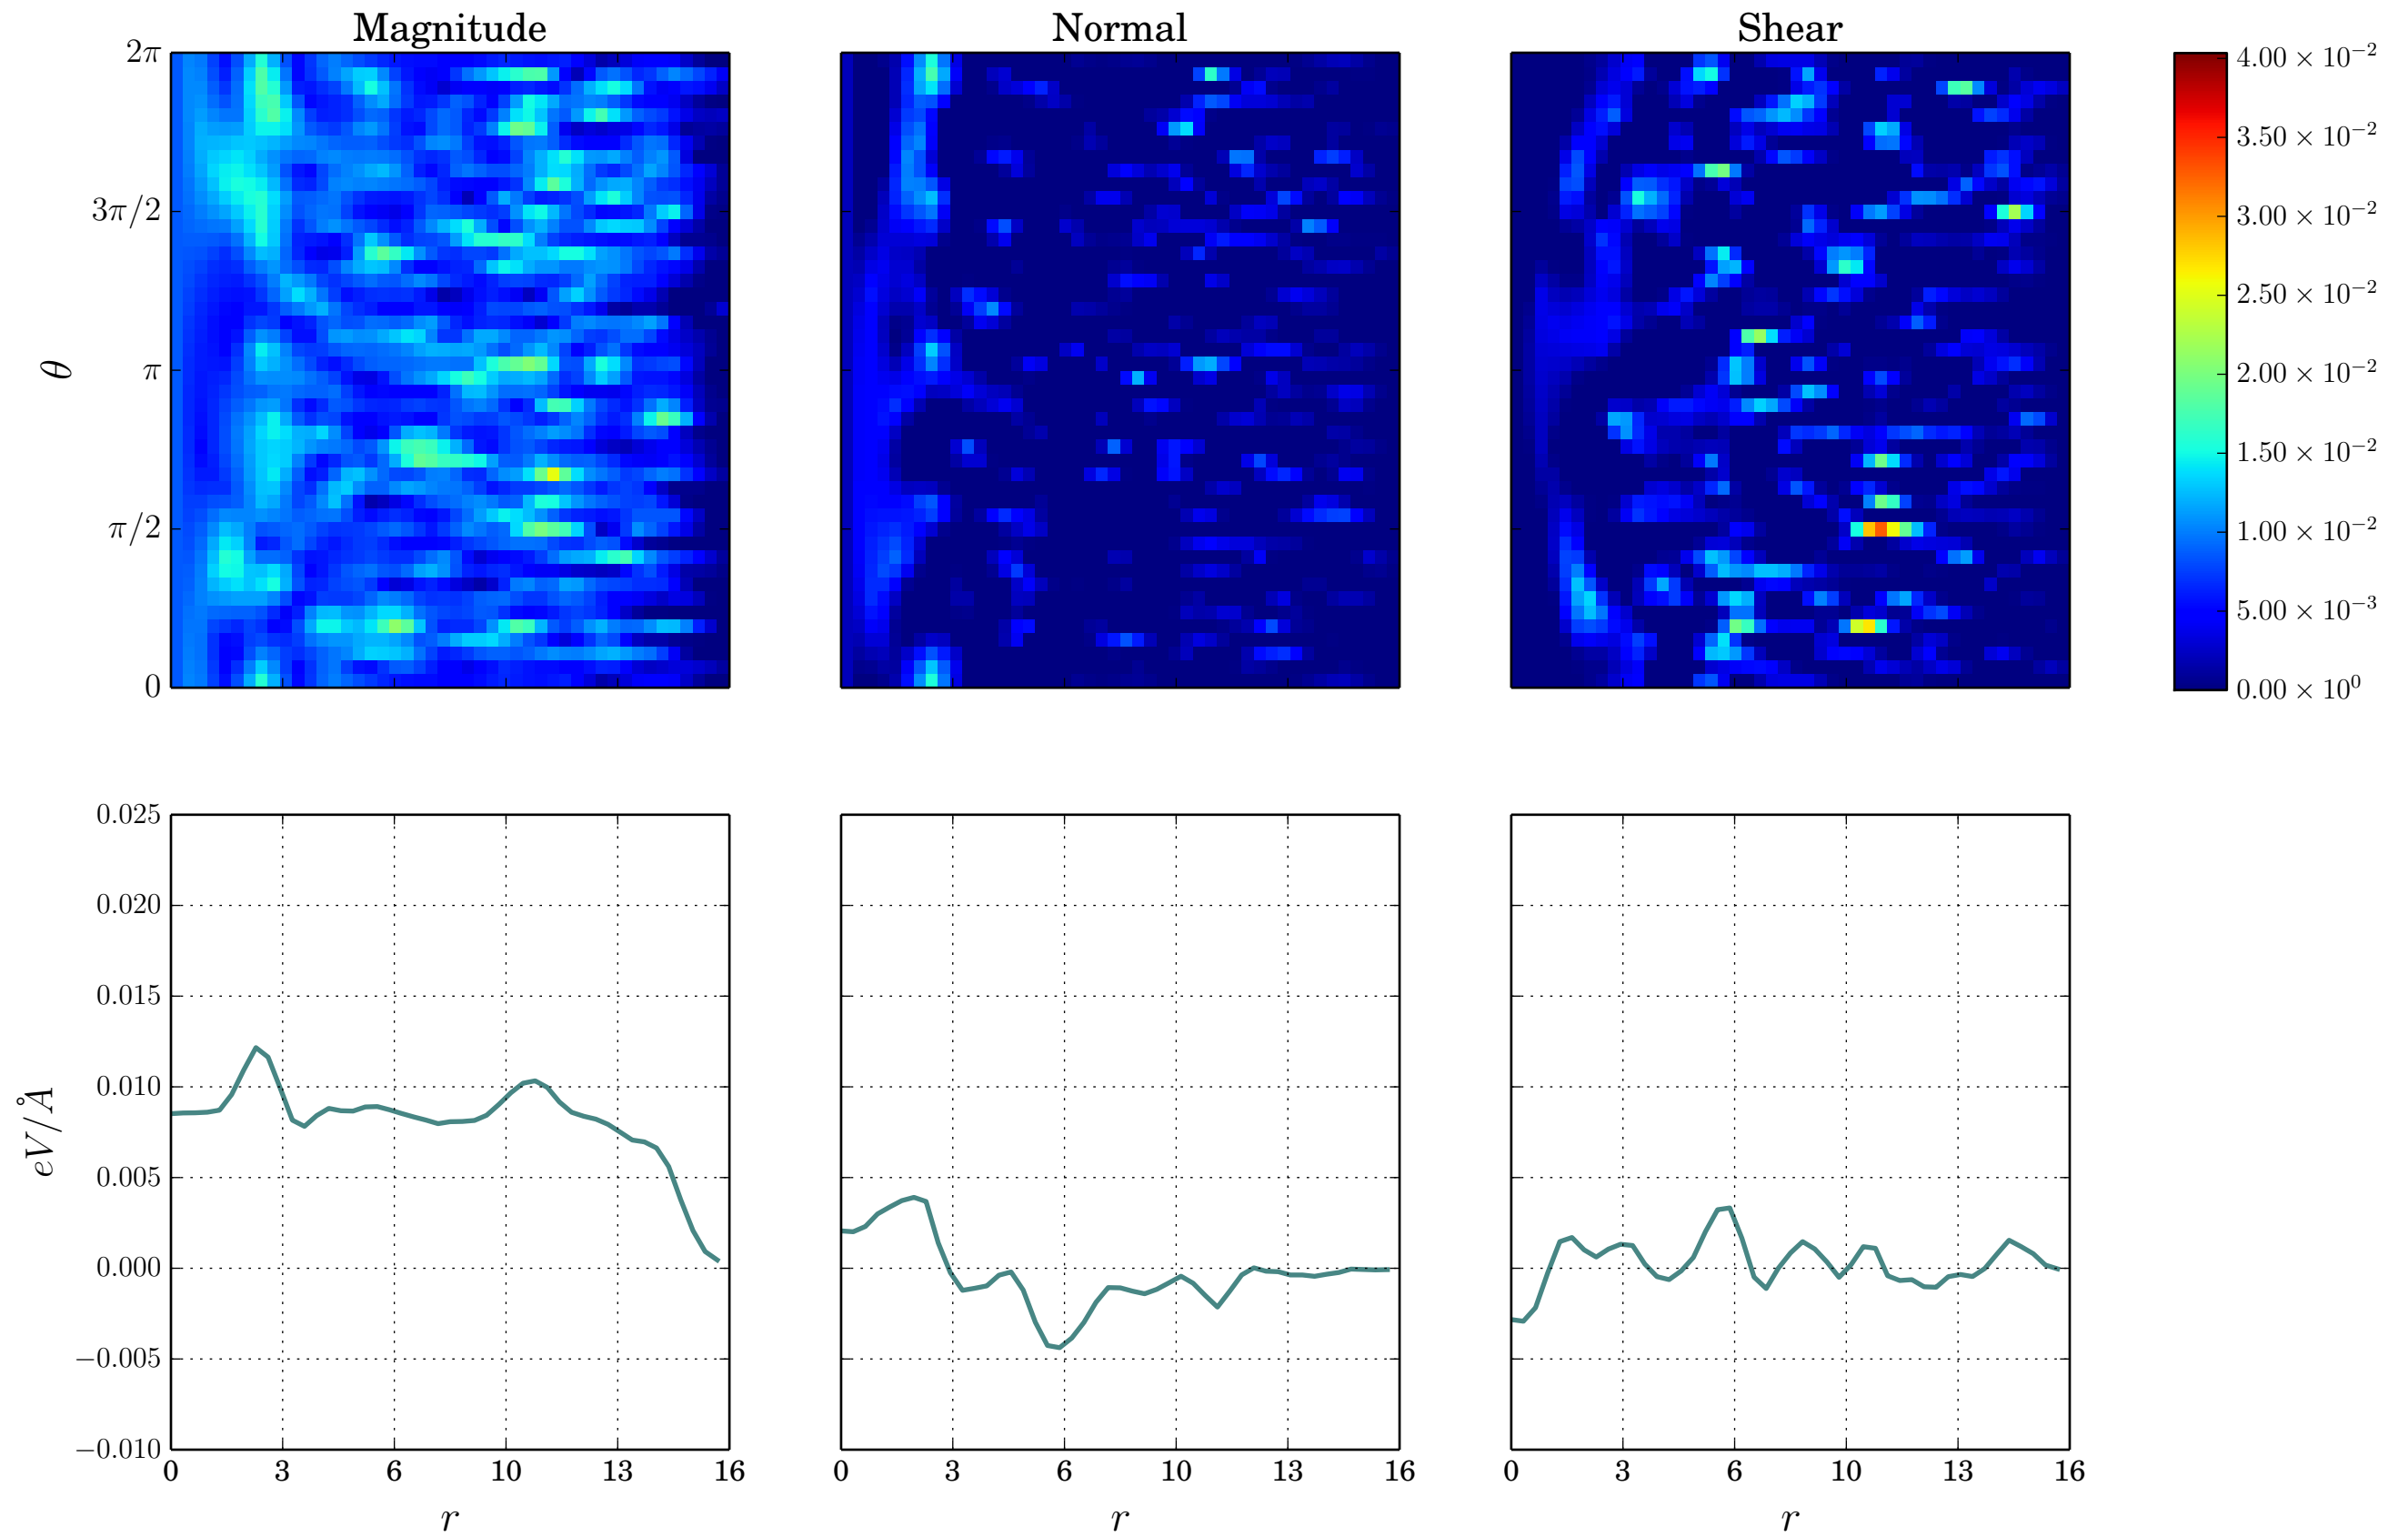 Magnitude Normal Shear
2π
3π/2
π
π/2
0
θ
4.00 × 10⁻²
3.50 × 10⁻²
3.00 × 10⁻²
2.50 × 10⁻²
2.00 × 10⁻²
1.50 × 10⁻²
1.00 × 10⁻²
5.00 × 10⁻³
0.00 × 10⁰
0.025
0.020
0.015
0.010
0.005
0.000
−0.005
−0.010
eV/Å
0 3 6 10 13 16 0 3 6 10 13 16 0 3 6 10 13 16
r r r